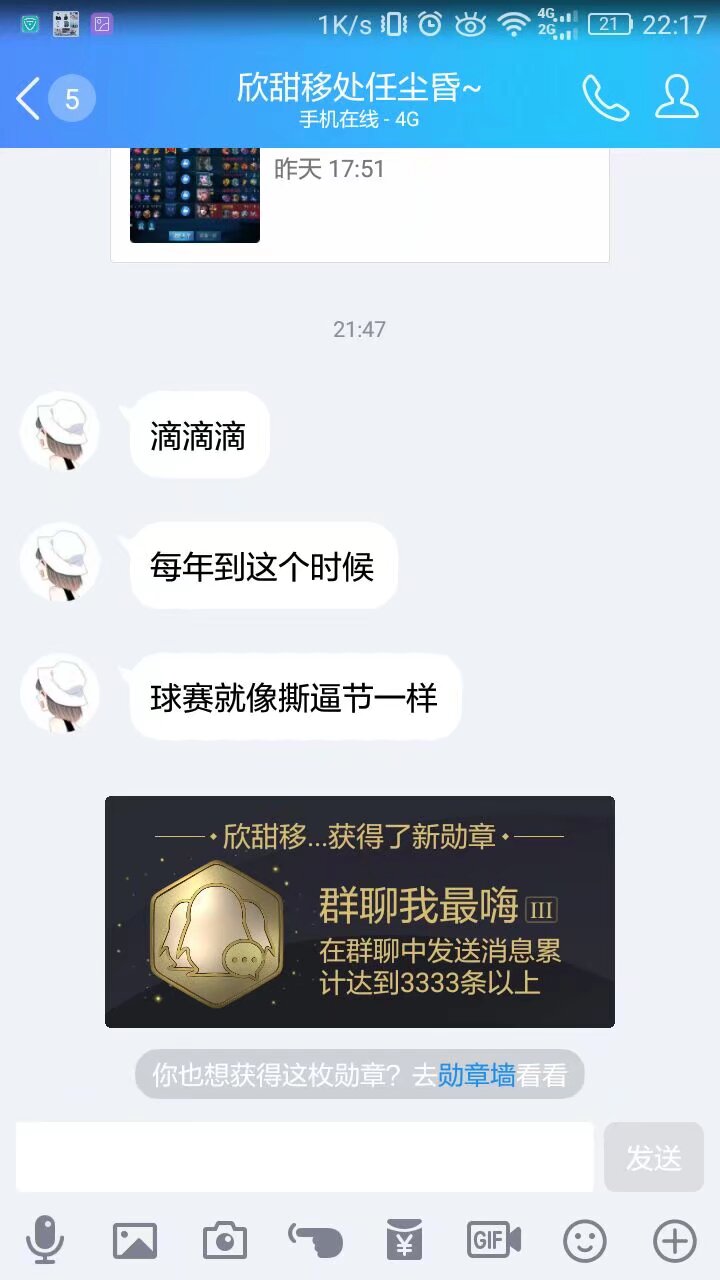 1K/s
4G
2G
21
22:17
5
欣甜移处任尘昏~
手机在线 - 4G
昨天 17:51
21:47
滴滴滴
每年到这个时候
球赛就像撕逼节一样
欣甜移...获得了新勋章
群聊我最嗨 III
在群聊中发送消息累
计达到3333条以上
你也想获得这枚勋章？去勋章墙看看
发送
GIF